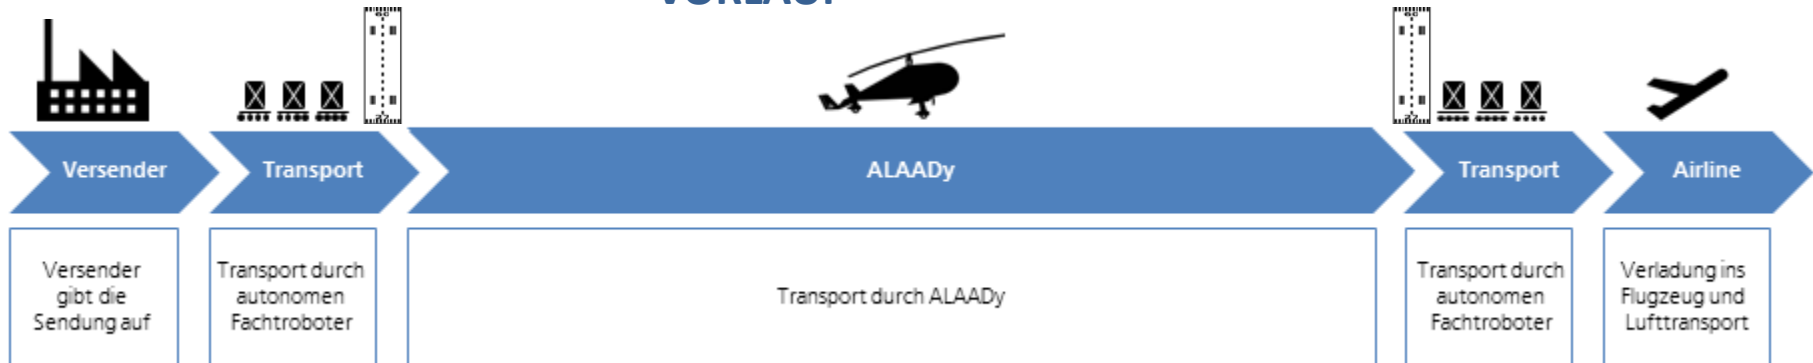 VORLAUF
Versender
Transport
ALAADy
Transport
Airline
Versender
gibt die
Sendung auf
Transport durch
autonomen
Fachtroboter
Transport durch ALAADy
Transport durch
autonomen
Fachtroboter
Verladung ins
Flugzeug und
Lufttransport